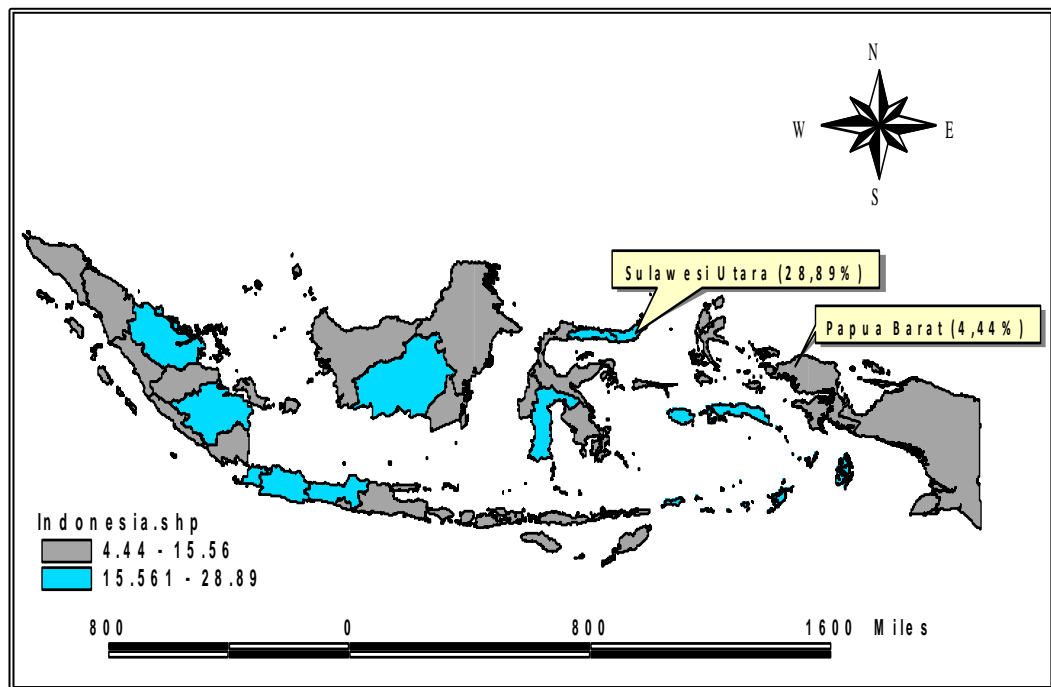 N
W E
S
Sulawesi Utara (28,89%)
Papua Barat (4,44%)
Indonesia.shp
4.44 - 15.56
15.561 - 28.89
800 0 800 1600 Miles